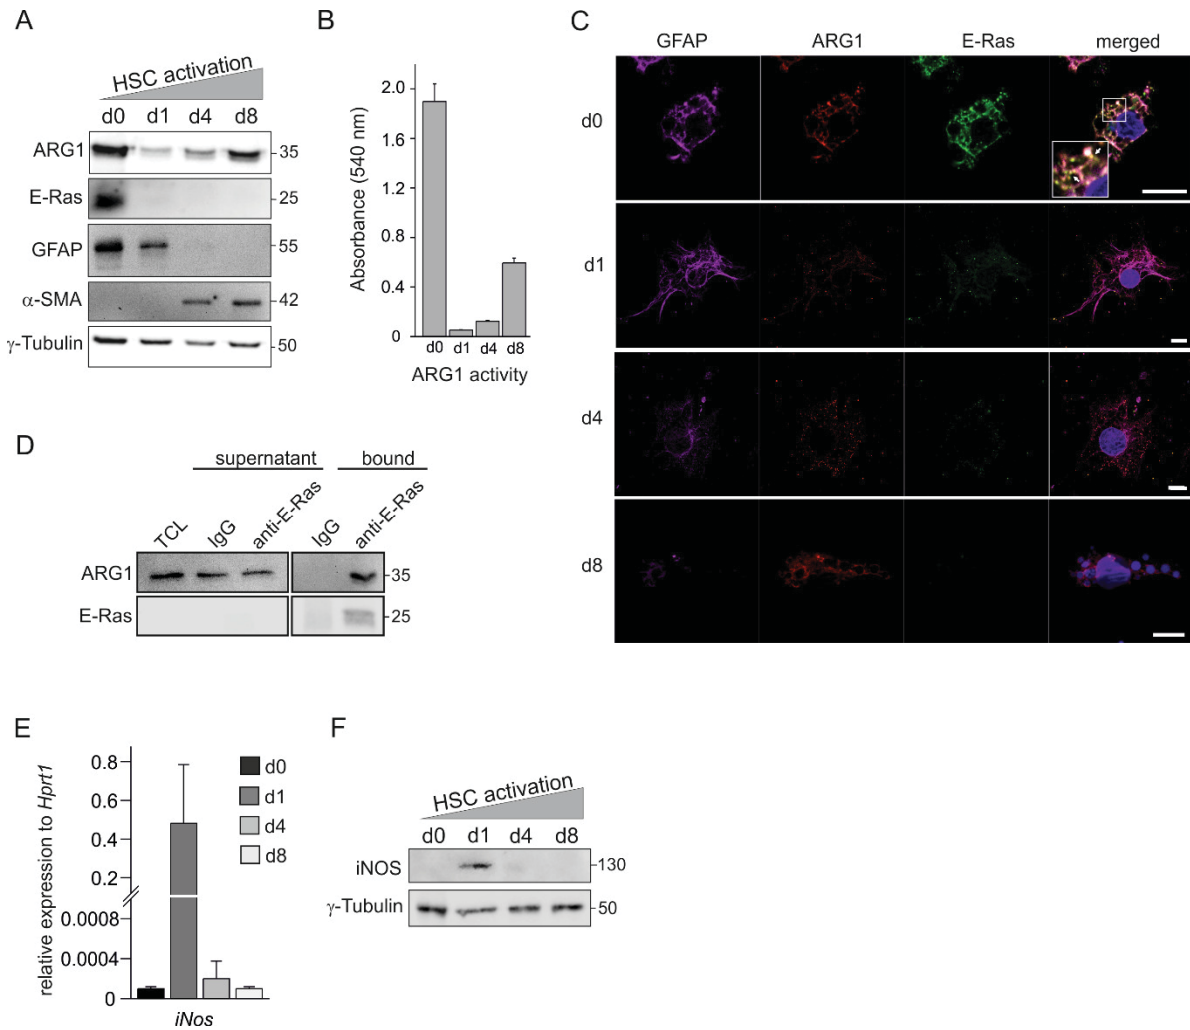 A
HSC activation
d0 d1 d4 d8
ARG1 35
E-Ras 25
GFAP 55
α-SMA 42
γ-Tubulin 50
B
Absorbance (540 nm)
2.0
1.6
1.2
0.8
0.4
0
d0 d1 d4 d8
ARG1 activity
C
GFAP ARG1 E-Ras merged
d0
d1
d4
d8
D
supernatant bound
TCL IgG anti-E-Ras IgG anti-E-Ras
ARG1 35
E-Ras 25
E
relative expression to Hprt1
0.8
0.6
0.4
0.2
0.0008
0.0004
0
iNos
d0
d1
d4
d8
F
HSC activation
d0 d1 d4 d8
iNOS 130
γ-Tubulin 50